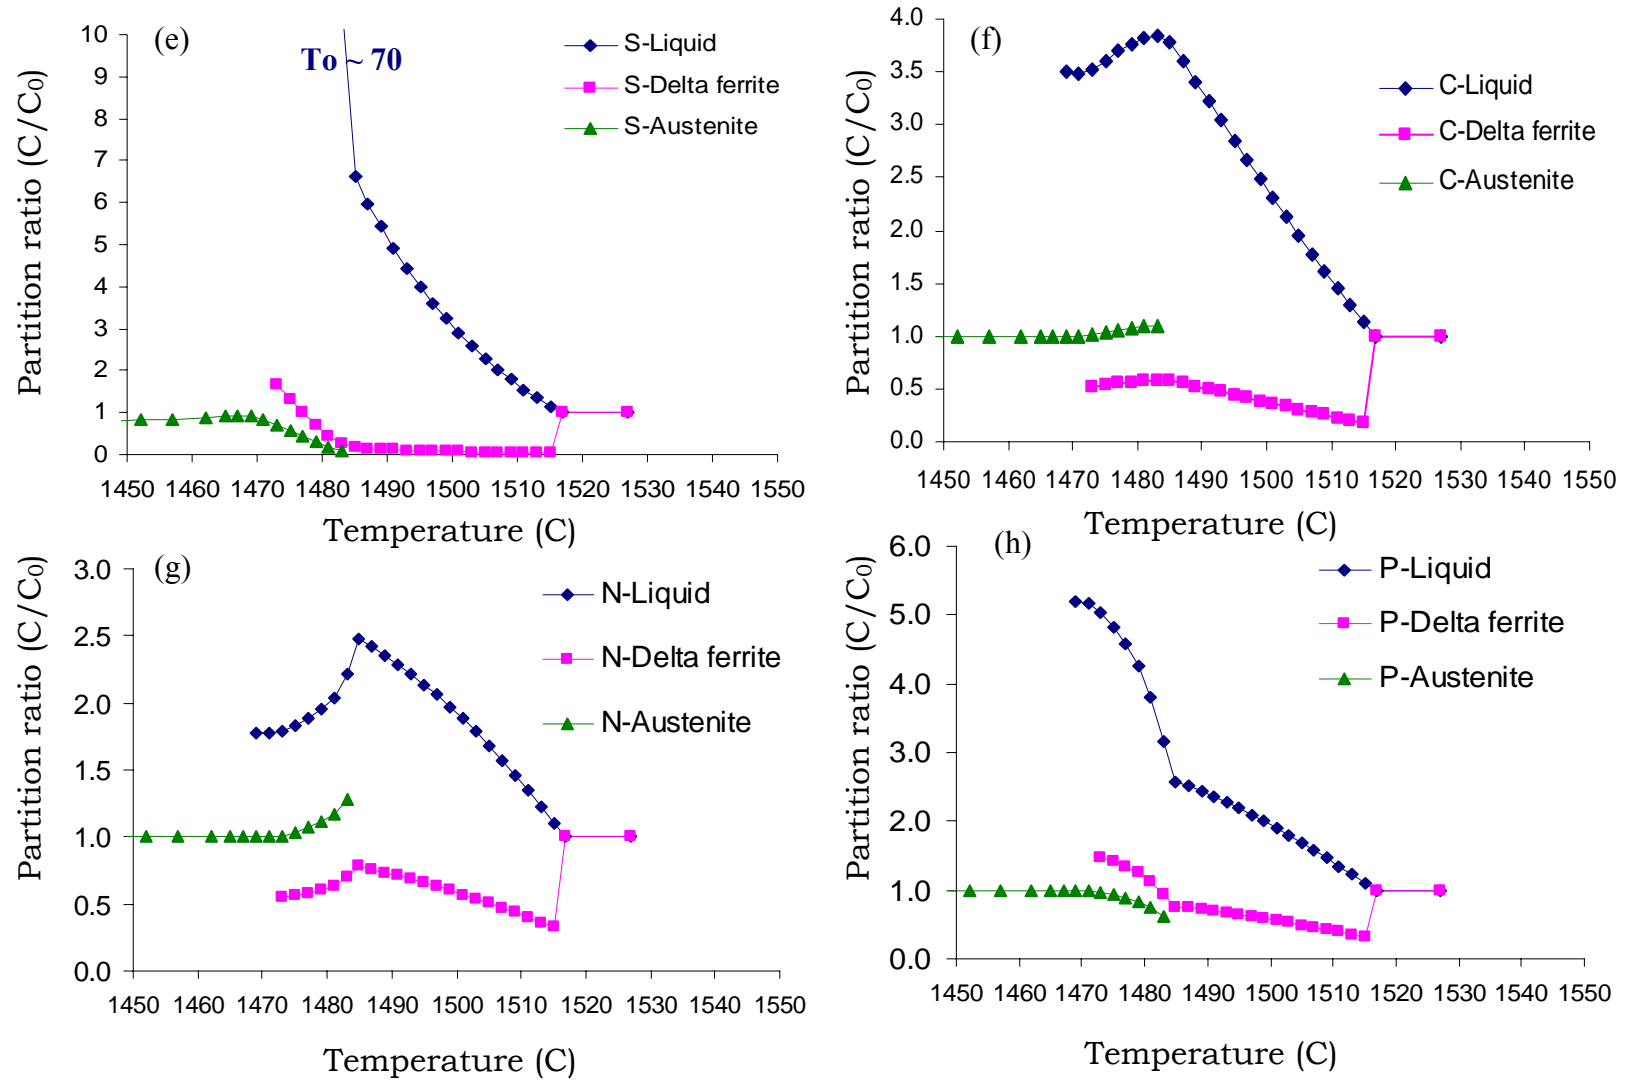 (e)
To ~ 70
S-Liquid
S-Delta ferrite
S-Austenite
Partition ratio (C/C0)
10
9
8
7
6
5
4
3
2
1
0
1450 1460 1470 1480 1490 1500 1510 1520 1530 1540 1550
Temperature (C)
(f)
C-Liquid
C-Delta ferrite
C-Austenite
Partition ratio (C/C0)
4.0
3.5
3.0
2.5
2.0
1.5
1.0
0.5
0.0
1450 1460 1470 1480 1490 1500 1510 1520 1530 1540 1550
Temperature (C)
(g)
N-Liquid
N-Delta ferrite
N-Austenite
Partition ratio (C/C0)
3.0
2.5
2.0
1.5
1.0
0.5
0.0
1450 1460 1470 1480 1490 1500 1510 1520 1530 1540 1550
Temperature (C)
(h)
P-Liquid
P-Delta ferrite
P-Austenite
Partition ratio (C/C0)
6.0
5.0
4.0
3.0
2.0
1.0
0.0
1450 1460 1470 1480 1490 1500 1510 1520 1530 1540 1550
Temperature (C)